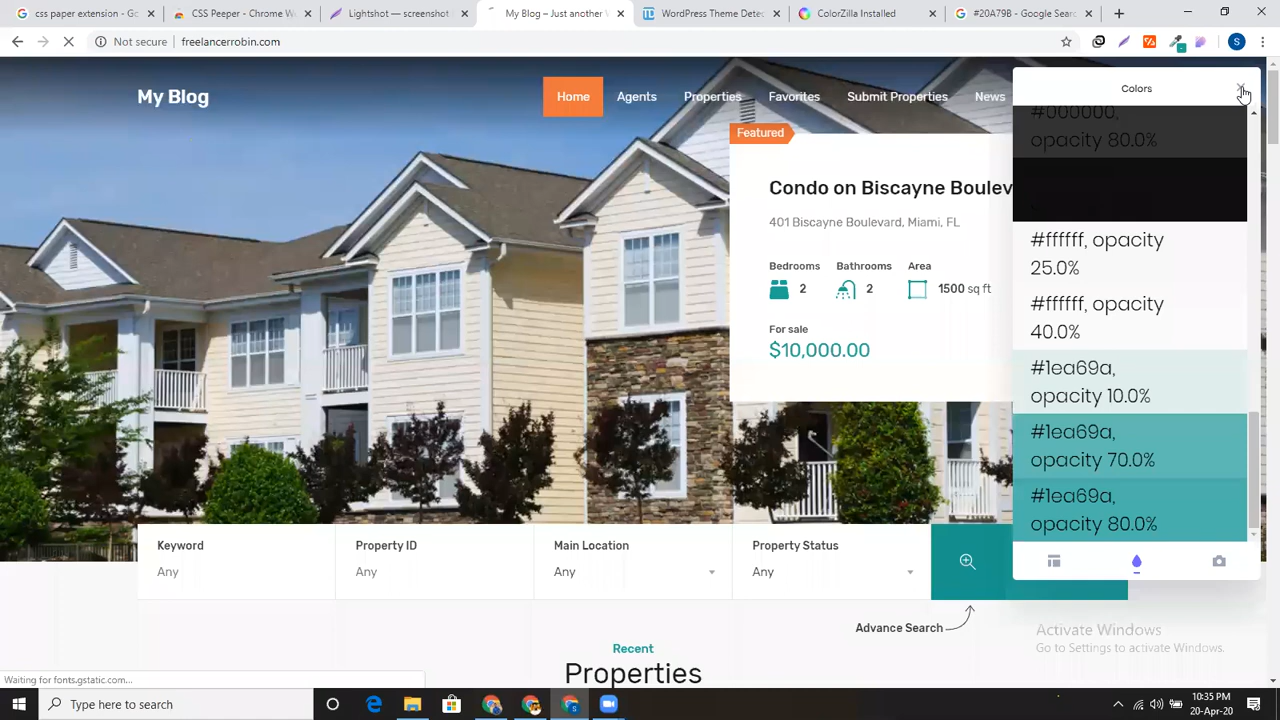 css peeper extension - Go
CSS Peeper - Chrome W
Lightshot — screenshot
My Blog – Just another
WordPress Theme Detec
ColorZilla Installed
#20A79B - Google Searc
Not secure
freelancerrobin.com
S
My Blog
Home
Agents
Properties
Favorites
Submit Properties
News
Colors
#000000,
opacity 80.0%
#ffffff, opacity
25.0%
#ffffff, opacity
40.0%
#1ea69a,
opacity 10.0%
#1ea69a,
opacity 70.0%
#1ea69a,
opacity 80.0%
Featured
Condo on Biscayne Boulev
401 Biscayne Boulevard, Miami, FL
Bedrooms Bathrooms Area
2 2 1500 sq ft
For sale
$10,000.00
Keyword Property ID Main Location Property Status
Any Any Any Any
Advance Search
Recent
Properties
Activate Windows
Go to Settings to activate Windows.
Waiting for fonts.gstatic.com...
Type here to search
10:35 PM
20-Apr-20